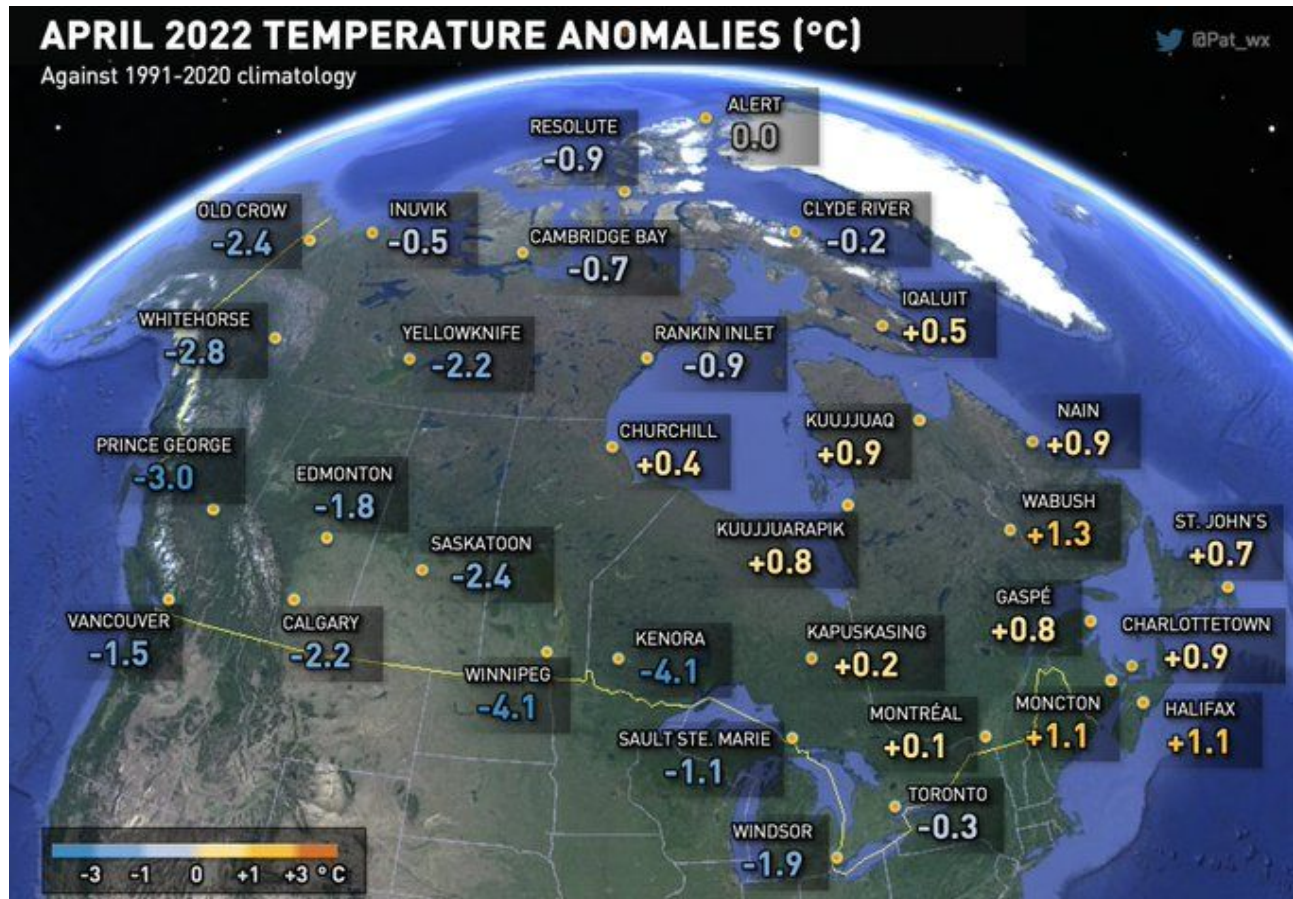 APRIL 2022 TEMPERATURE ANOMALIES (°C)
@Pat_wx
Against 1991-2020 climatology
ALERT
0.0
RESOLUTE
-0.9
OLD CROW
-2.4
INUVIK
-0.5
CAMBRIDGE BAY
-0.7
CLYDE RIVER
-0.2
IQALUIT
+0.5
WHITEHORSE
-2.8
YELLOWKNIFE
-2.2
RANKIN INLET
-0.9
PRINCE GEORGE
-3.0
EDMONTON
-1.8
CHURCHILL
+0.4
KUUJJUAQ
+0.9
NAIN
+0.9
SASKATOON
-2.4
KUUJJUARAPIK
+0.8
WABUSH
+1.3
ST. JOHN'S
+0.7
VANCOUVER
-1.5
CALGARY
-2.2
WINNIPEG
-4.1
KENORA
-4.1
KAPUSKASING
+0.2
GASPÉ
+0.8
CHARLOTTETOWN
+0.9
SAULT STE. MARIE
-1.1
MONTRÉAL
+0.1
MONCTON
+1.1
HALIFAX
+1.1
TORONTO
-0.3
WINDSOR
-1.9
-3 -1 0 +1 +3 °C